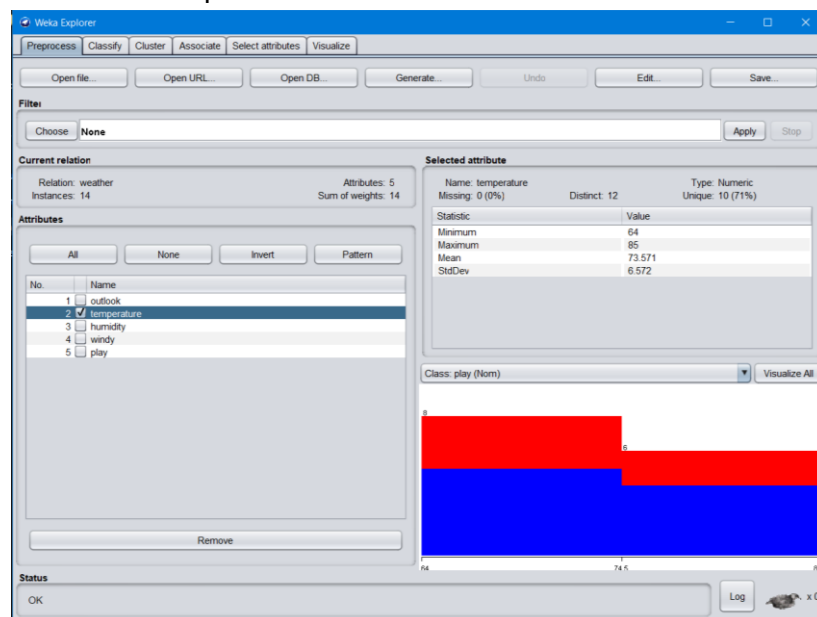 Weka Explorer
Preprocess Classify Cluster Associate Select attributes Visualize
Open file... Open URL... Open DB... Generate... Undo Edit... Save...
Filter
Choose None Apply Stop
Current relation
Relation: weather Attributes: 5
Instances: 14 Sum of weights: 14
Selected attribute
Name: temperature Type: Numeric
Missing: 0 (0%) Distinct: 12 Unique: 10 (71%)
Statistic Value
Minimum 64
Maximum 85
Mean 73.571
StdDev 6.572
Attributes
All None Invert Pattern
No. Name
1 outlook
2 temperature
3 humidity
4 windy
5 play
Remove
Class: play (Nom) Visualize All
8
6
64 74.5
Status
OK
Log x 0